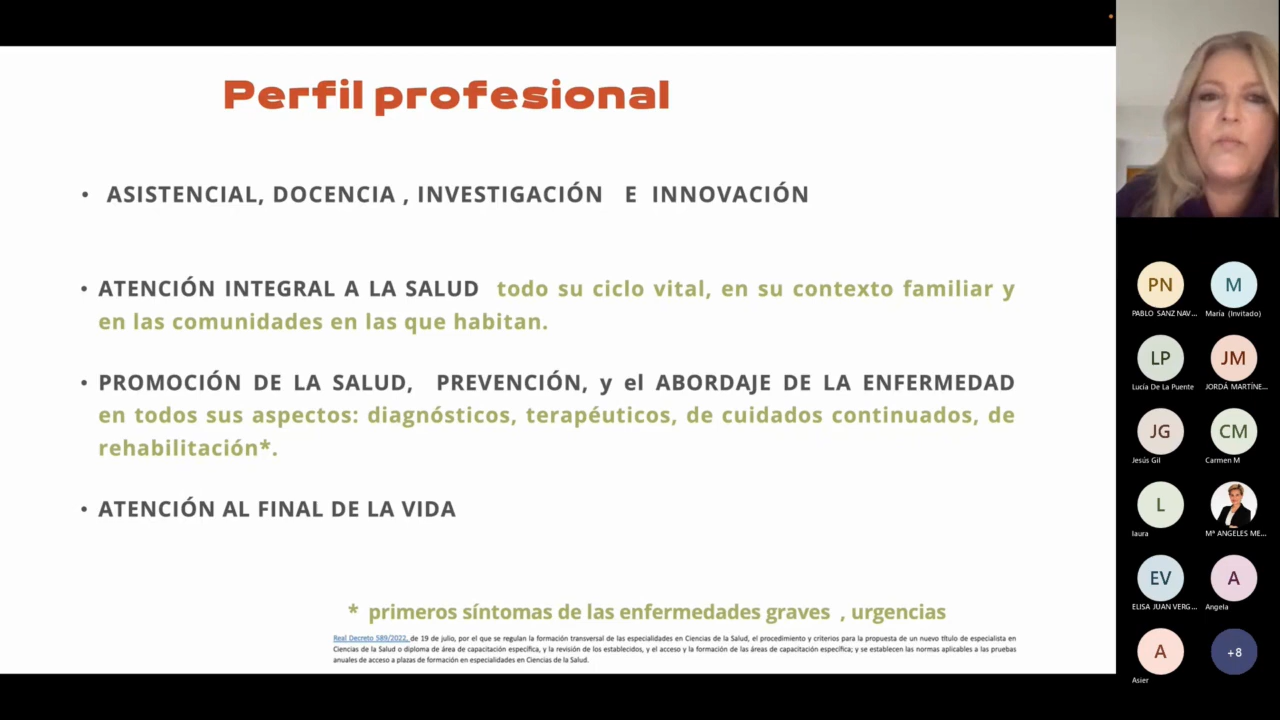 Perfil profesional
• ASISTENCIAL, DOCENCIA , INVESTIGACIÓN E INNOVACIÓN
• ATENCIÓN INTEGRAL A LA SALUD todo su ciclo vital, en su contexto familiar y
en las comunidades en las que habitan.
• PROMOCIÓN DE LA SALUD, PREVENCIÓN, y el ABORDAJE DE LA ENFERMEDAD
en todos sus aspectos: diagnósticos, terapéuticos, de cuidados continuados, de
rehabilitación*.
• ATENCIÓN AL FINAL DE LA VIDA
* primeros síntomas de las enfermedades graves , urgencias
Real Decreto 589/2022, de 19 de julio, por el que se regulan la formación transversal de las especialidades en Ciencias de la Salud, el procedimiento y criterios para la propuesta de un nuevo título de especialista en
Ciencias de la Salud o diploma de área de capacitación específica, y la revisión de los establecidos, y el acceso y la formación de las áreas de capacitación específica; y se establecen las normas aplicables a las pruebas
anuales de acceso a plazas de formación en especialidades en Ciencias de la Salud.
PN
M
PABLO SANZ NAV...
María (Invitado)
LP
JM
Lucía De La Puente
JORDÁ MARTÍNE...
JG
CM
Jesús Gil
Carmen M
L
laura
Mª ANGELES ME...
EV
A
ELISA JUAN VERG...
Angela
A
+8
Asier